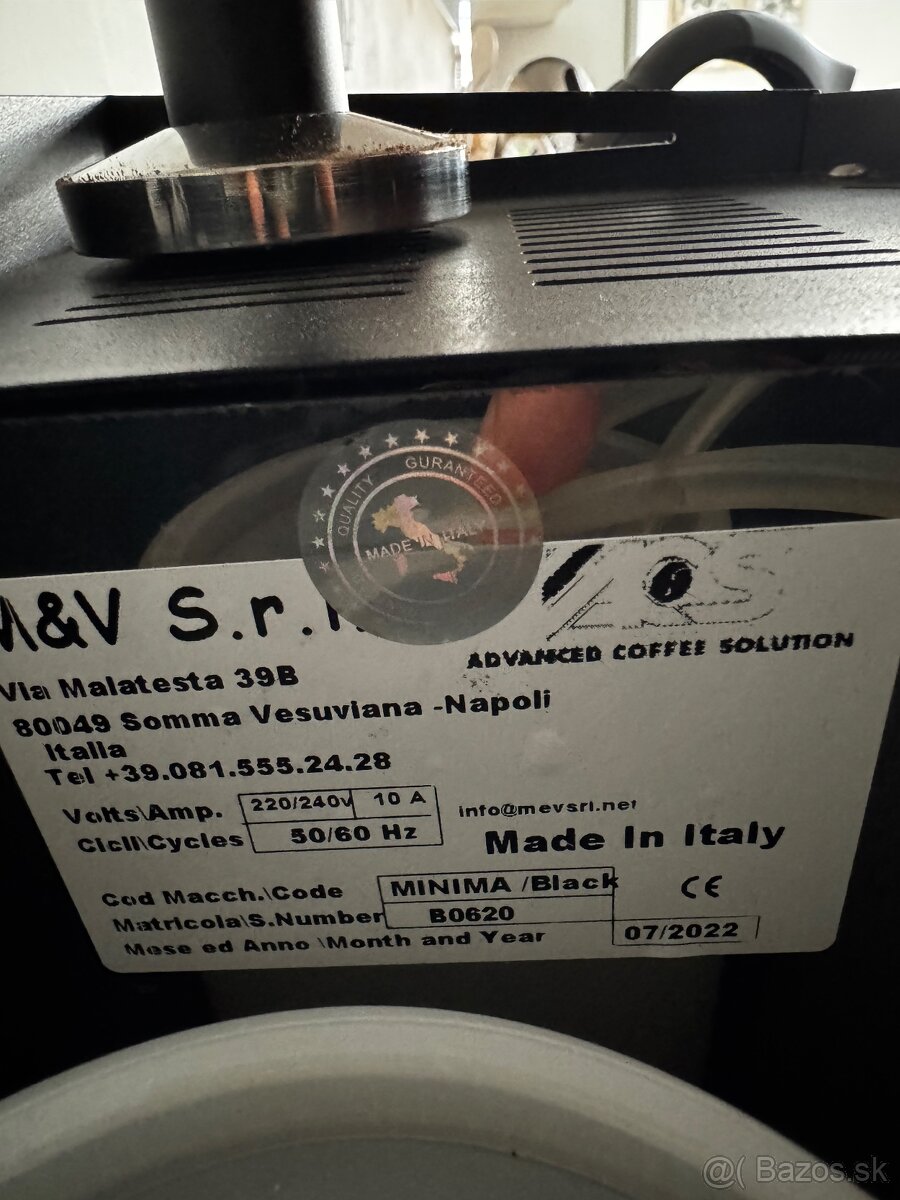 QUALITY GURANTEED
MADE IN ITALY
M&V S.r.
ACS
ADVANCED COFFEE SOLUTION
Via Malatesta 39B
80049 Somma Vesuviana -Napoli
Italia
Tel +39.081.555.24.28
Volts\Amp. 220/240v 10 A
info@mevsrl.net
Cicli\Cycles 50/60 Hz
Made In Italy
Cod Macch.\Code MINIMA /Black
CE
Matricola\S.Number B0620
Mese ed Anno \Month and Year 07/2022
@( Bazos.sk